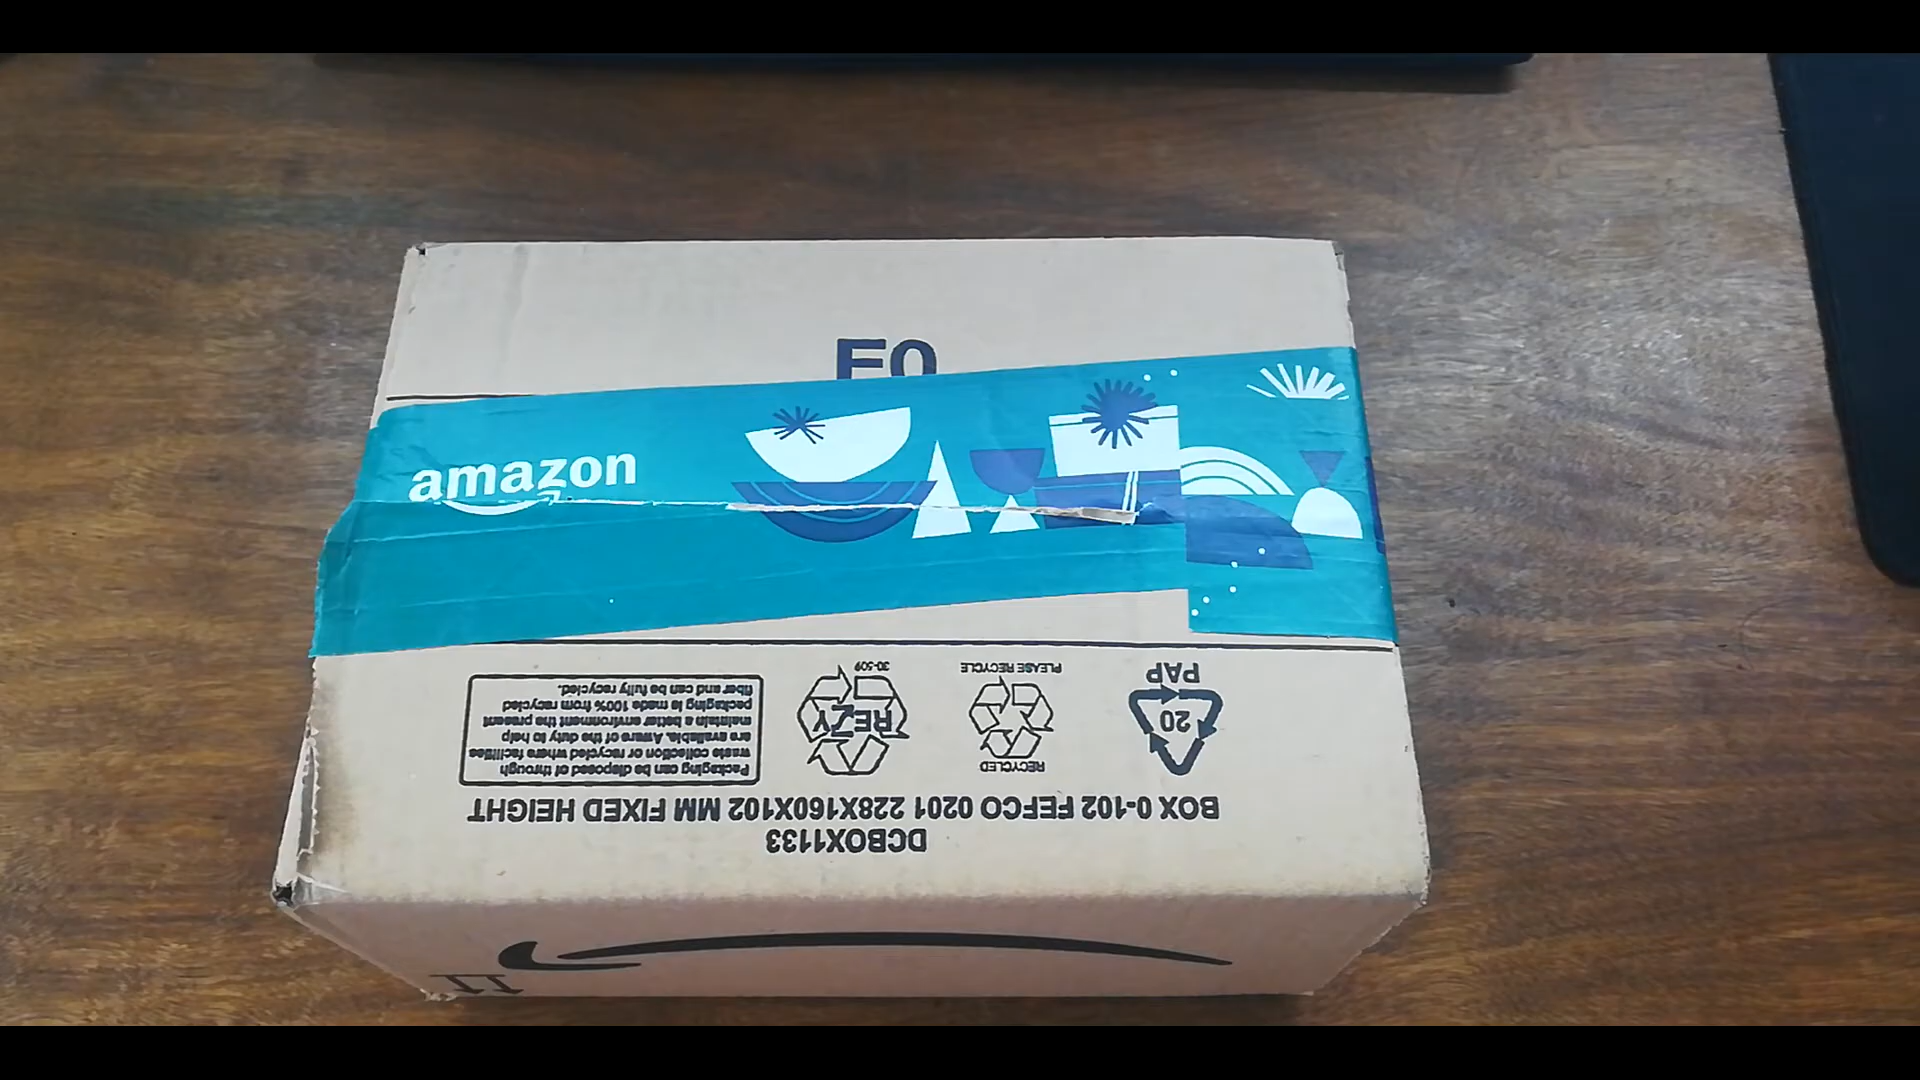 E0
amazon
30-509
PLEASE RECYCLE
PAP
20
REZY
RECYCLED
Packaging can be disposed of through
waste collection or recycled where facilities
are available. Aware of the duty to help
maintain a better environment the present
packaging is made 100% from recycled
fiber and can be fully recycled.
BOX 0-102 FEFCO 0201 228X160X102 MM FIXED HEIGHT
DCBOX1133